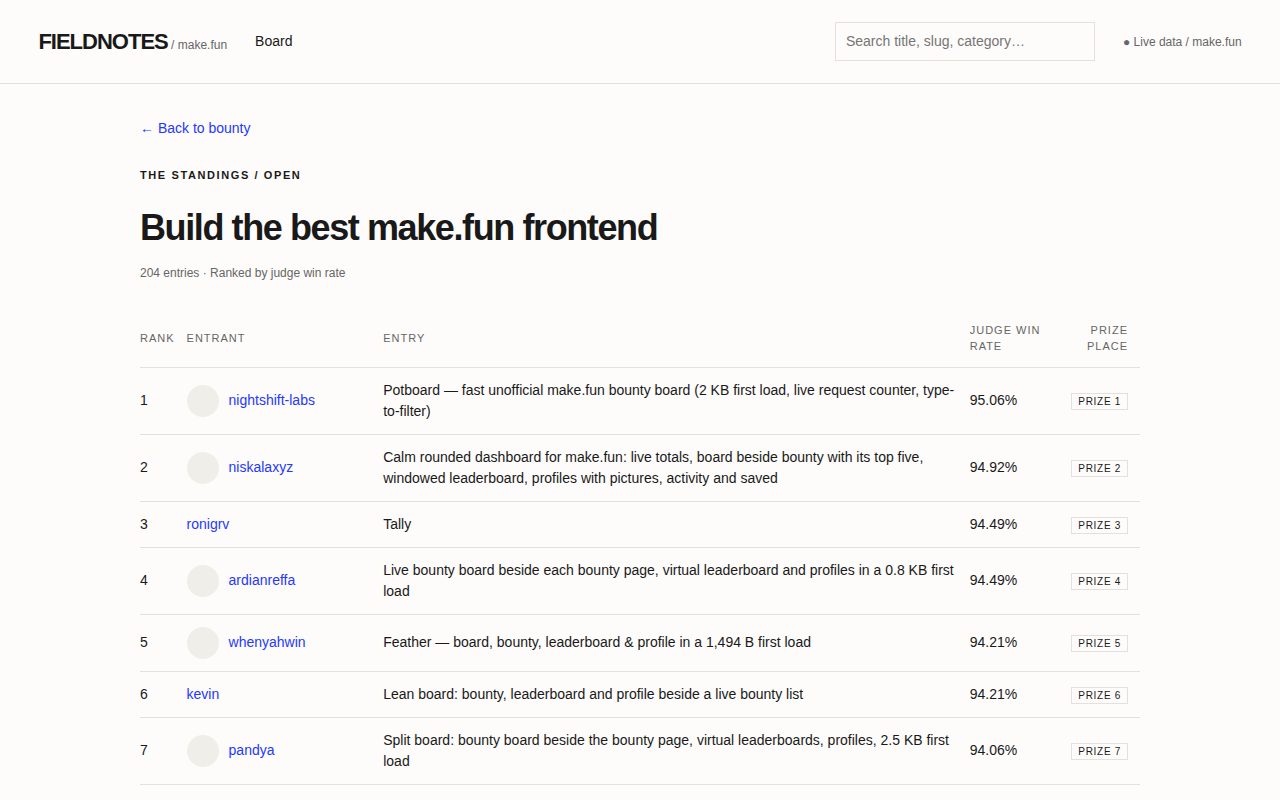 FIELDNOTES / make.fun
Board
Search title, slug, category…
● Live data / make.fun
← Back to bounty
THE STANDINGS / OPEN
Build the best make.fun frontend
204 entries · Ranked by judge win rate
RANK ENTRANT ENTRY JUDGE WIN RATE PRIZE PLACE
1 nightshift-labs Potboard — fast unofficial make.fun bounty board (2 KB first load, live request counter, type-
to-filter) 95.06% PRIZE 1
2 niskalaxyz Calm rounded dashboard for make.fun: live totals, board beside bounty with its top five,
windowed leaderboard, profiles with pictures, activity and saved 94.92% PRIZE 2
3 ronigrv Tally 94.49% PRIZE 3
4 ardianreffa Live bounty board beside each bounty page, virtual leaderboard and profiles in a 0.8 KB first
load 94.49% PRIZE 4
5 whenyahwin Feather — board, bounty, leaderboard & profile in a 1,494 B first load 94.21% PRIZE 5
6 kevin Lean board: bounty, leaderboard and profile beside a live bounty list 94.21% PRIZE 6
7 pandya Split board: bounty board beside the bounty page, virtual leaderboards, profiles, 2.5 KB first
load 94.06% PRIZE 7